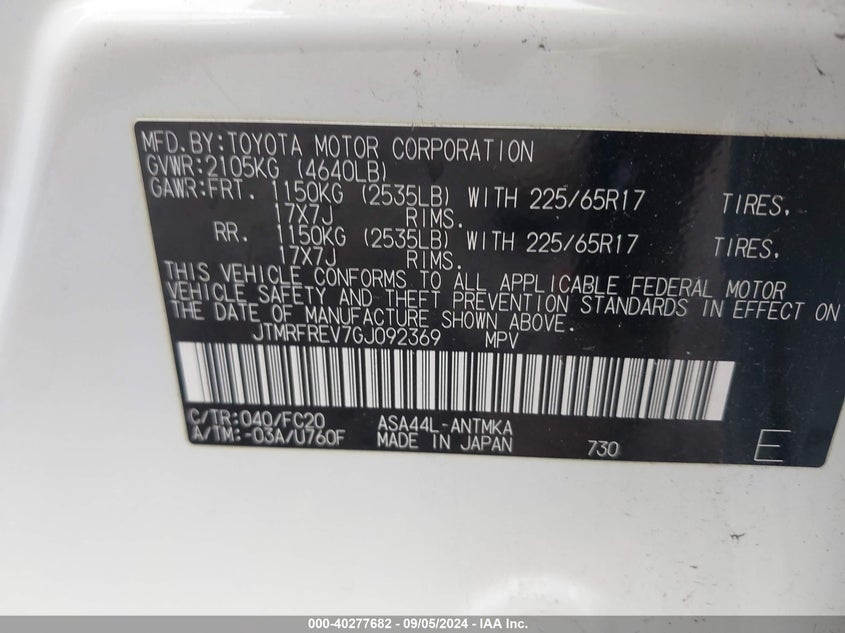 MFD.BY:TOYOTA MOTOR CORPORATION
GVWR:2105KG (4640LB)
GAWR:FRT. 1150KG (2535LB) WITH 225/65R17 TIRES,
17X7J RIMS.
RR. 1150KG (2535LB) WITH 225/65R17 TIRES,
17X7J RIMS.
THIS VEHICLE CONFORMS TO ALL APPLICABLE FEDERAL MOTOR
VEHICLE SAFETY AND THEFT PREVENTION STANDARDS IN EFFECT ON
THE DATE OF MANUFACTURE SHOWN ABOVE.
JTMRFREV7GJ092369 MPV
C/TR:040/FC20 ASA44L-ANTMKA
A/TM:-03A/U760F MADE IN JAPAN 730 E
000-40277682 - 09/05/2024 - IAA Inc.